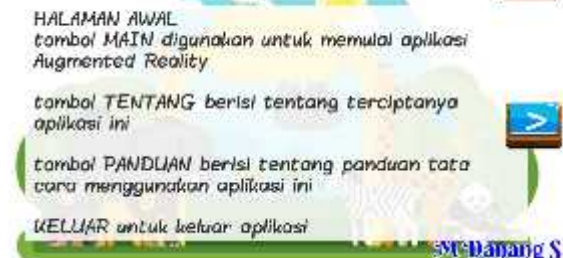 HALAMAN AWAL
tombol MAIN digunakan untuk memulai aplikasi
Augmented Reality
tombol TENTANG berisi tentang terciptanya
aplikasi ini
tombol PANDUAN berisi tentang panduan tata
cara menggunakan aplikasi ini
KELUAR untuk keluar aplikasi
>
M Danang S